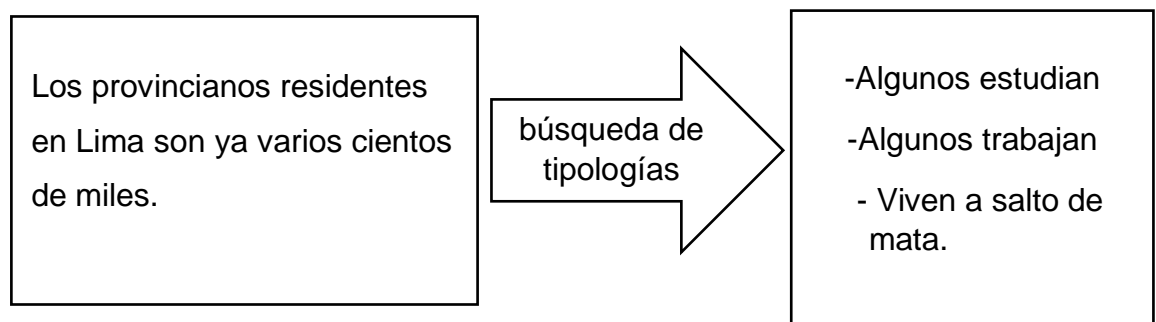 Los provincianos residentes
en Lima son ya varios cientos
de miles.
búsqueda de
tipologías
-Algunos estudian
-Algunos trabajan
- Viven a salto de
mata.